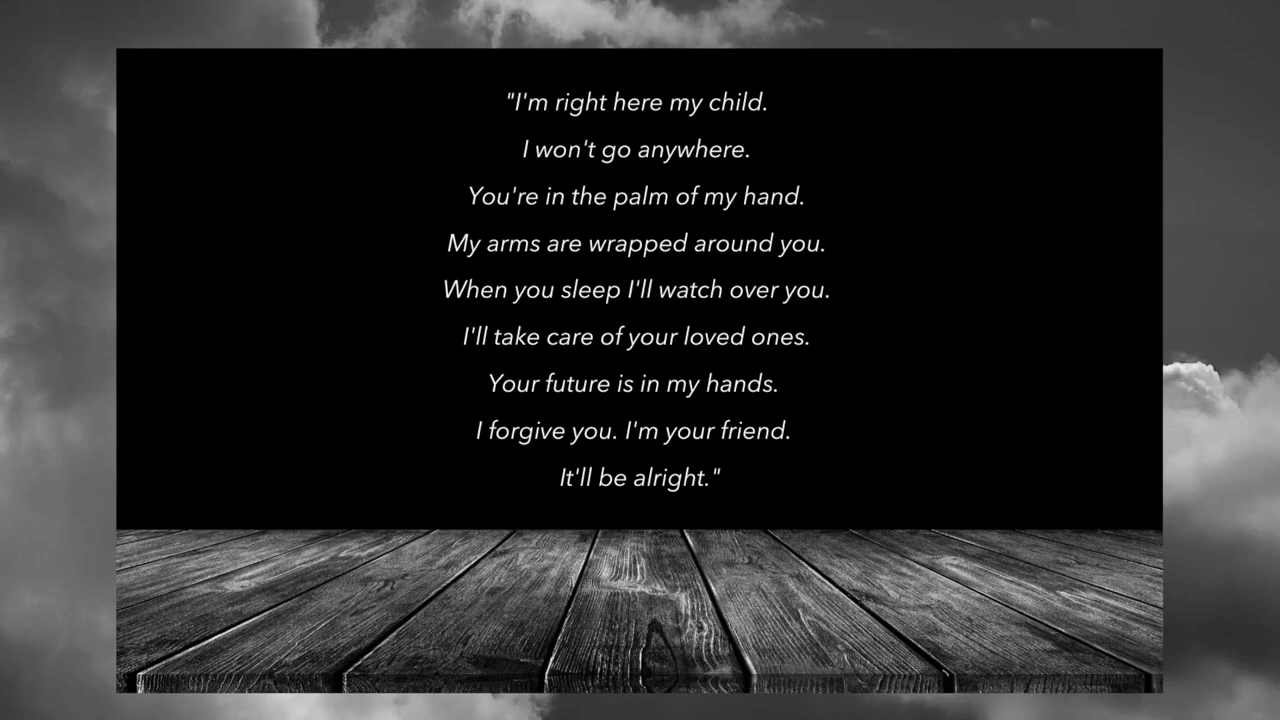 "I'm right here my child.
I won't go anywhere.
You're in the palm of my hand.
My arms are wrapped around you.
When you sleep I'll watch over you.
I'll take care of your loved ones.
Your future is in my hands.
I forgive you. I'm your friend.
It'll be alright."